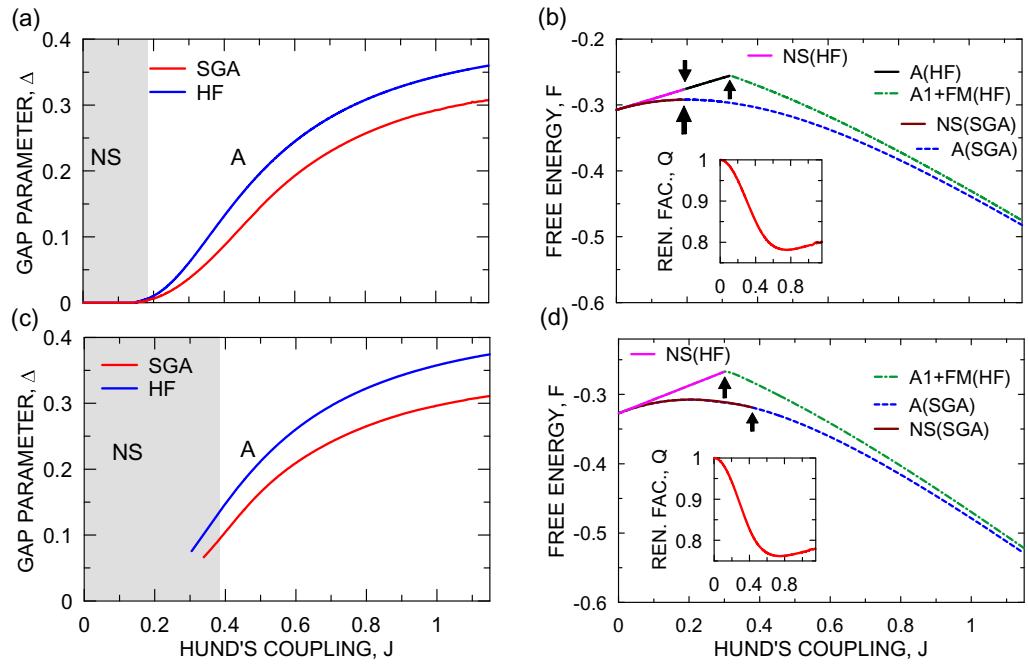 (a)
0.4
0.3
0.2
0.1
0
GAP PARAMETER, Δ
SGA
HF
NS
A
(b)
-0.2
-0.3
-0.4
-0.5
-0.6
FREE ENERGY, F
NS(HF)
A(HF)
A1+FM(HF)
NS(SGA)
A(SGA)
REN. FAC., Q
1
0.9
0.8
0 0.4 0.8
(c)
0.4
0.3
0.2
0.1
0
GAP PARAMETER, Δ
SGA
HF
NS
A
0 0.2 0.4 0.6 0.8 1
HUND'S COUPLING, J
(d)
-0.3
-0.4
-0.5
-0.6
FREE ENERGY, F
NS(HF)
A1+FM(HF)
A(SGA)
NS(SGA)
REN. FAC., Q
1
0.9
0.8
0 0.4 0.8
0 0.2 0.4 0.6 0.8 1
HUND'S COUPLING, J